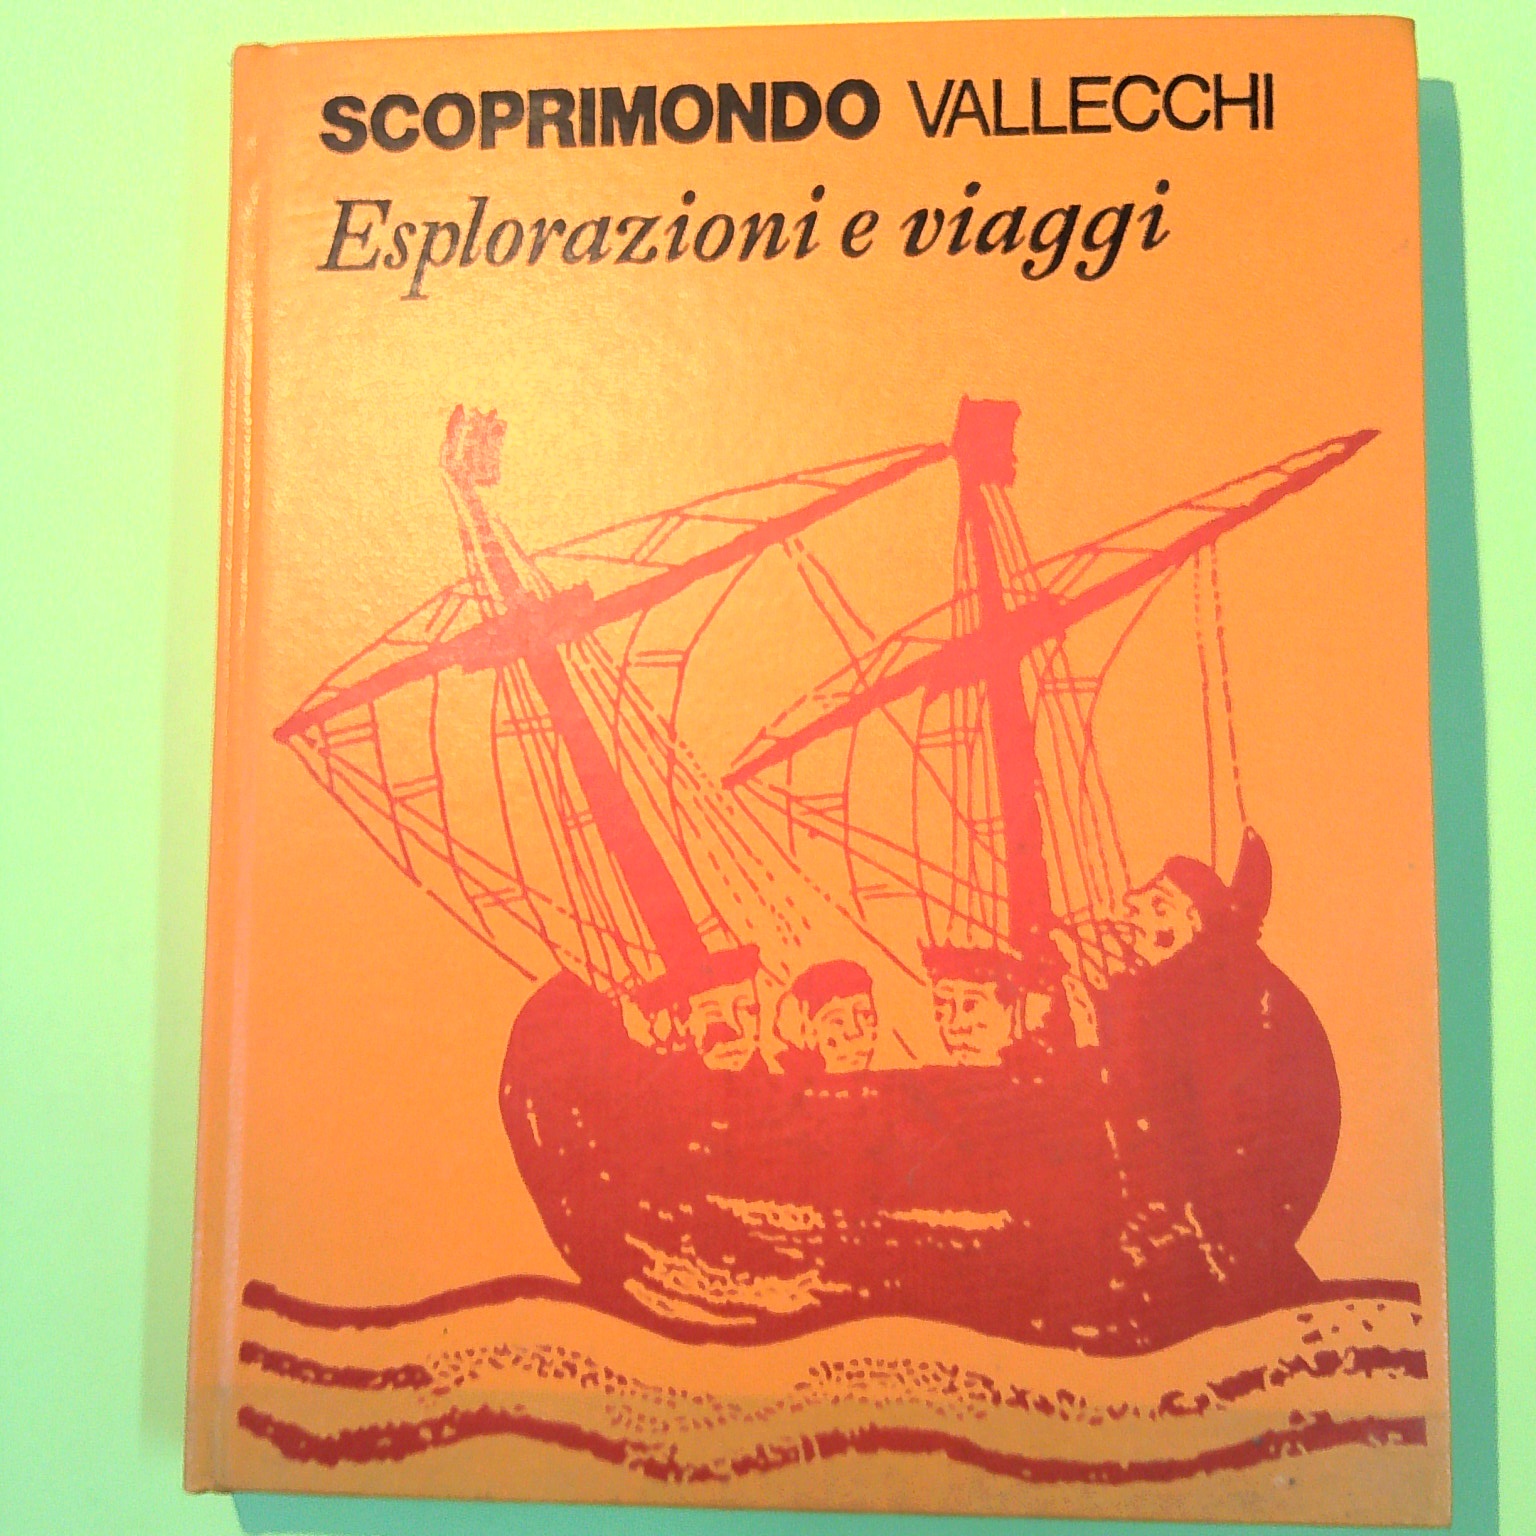 SCOPRIMONDO VALLECCHI
Esplorazioni e viaggi